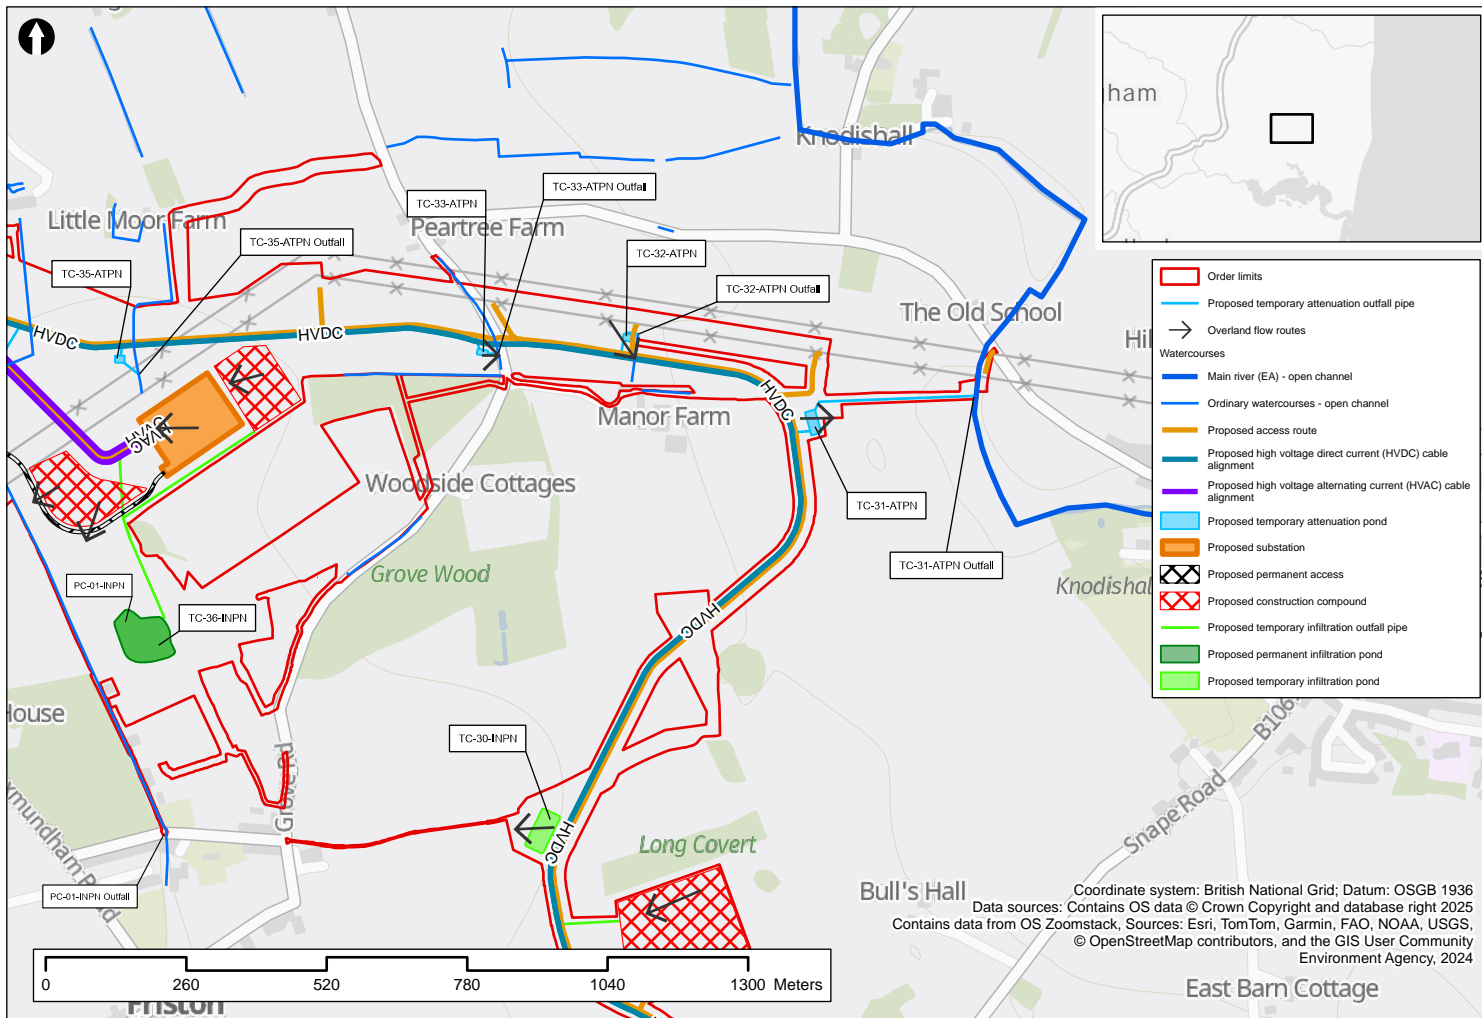 ham
Knodishall
Little Moor Farm
TC-33-ATPN Outfall
TC-33-ATPN
Peartree Farm
TC-35-ATPN Outfall
TC-35-ATPN
TC-32-ATPN
TC-32-ATPN Outfall
The Old School
Hil
HVDC
HVDC
HVDC
Manor Farm
HVAC
Woodside Cottages
TC-31-ATPN
TC-31-ATPN Outfall
Grove Wood
Knodishal
PC-01-INPN
TC-36-INPN
HVDC
House
TC-30-INPN
Grove Rd
HVDC
B106
Snape Road
xmundham Road
Long Covert
PC-01-INPN Outfall
Bull's Hall
East Barn Cottage
Friston
Order limits
Proposed temporary attenuation outfall pipe
Overland flow routes
Watercourses
Main river (EA) - open channel
Ordinary watercourses - open channel
Proposed access route
Proposed high voltage direct current (HVDC) cable
alignment
Proposed high voltage alternating current (HVAC) cable
alignment
Proposed temporary attenuation pond
Proposed substation
Proposed permanent access
Proposed construction compound
Proposed temporary infiltration outfall pipe
Proposed permanent infiltration pond
Proposed temporary infiltration pond
Coordinate system: British National Grid; Datum: OSGB 1936
Data sources: Contains OS data © Crown Copyright and database right 2025
Contains data from OS Zoomstack, Sources: Esri, TomTom, Garmin, FAO, NOAA, USGS,
© OpenStreetMap contributors, and the GIS User Community
Environment Agency, 2024
0 260 520 780 1040 1300 Meters